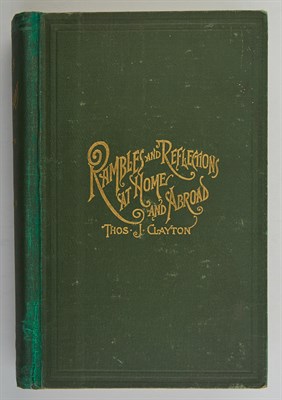 RAMBLES AND REFLECTIONS
AT HOME
AND ABROAD
THOS. J. CLAYTON